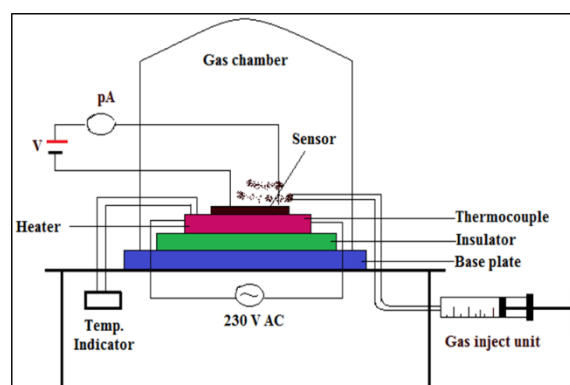 Gas chamber
pA
Sensor
V
Thermocouple
Heater
Insulator
Base plate
Temp.
Indicator
230 V AC
Gas inject unit